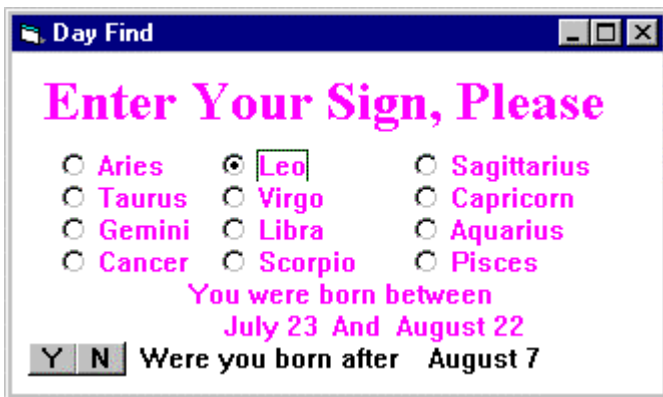 Day Find
Enter Your Sign, Please
Aries Leo Sagittarius
Taurus Virgo Capricorn
Gemini Libra Aquarius
Cancer Scorpio Pisces
You were born between
July 23 And August 22
Y N Were you born after August 7